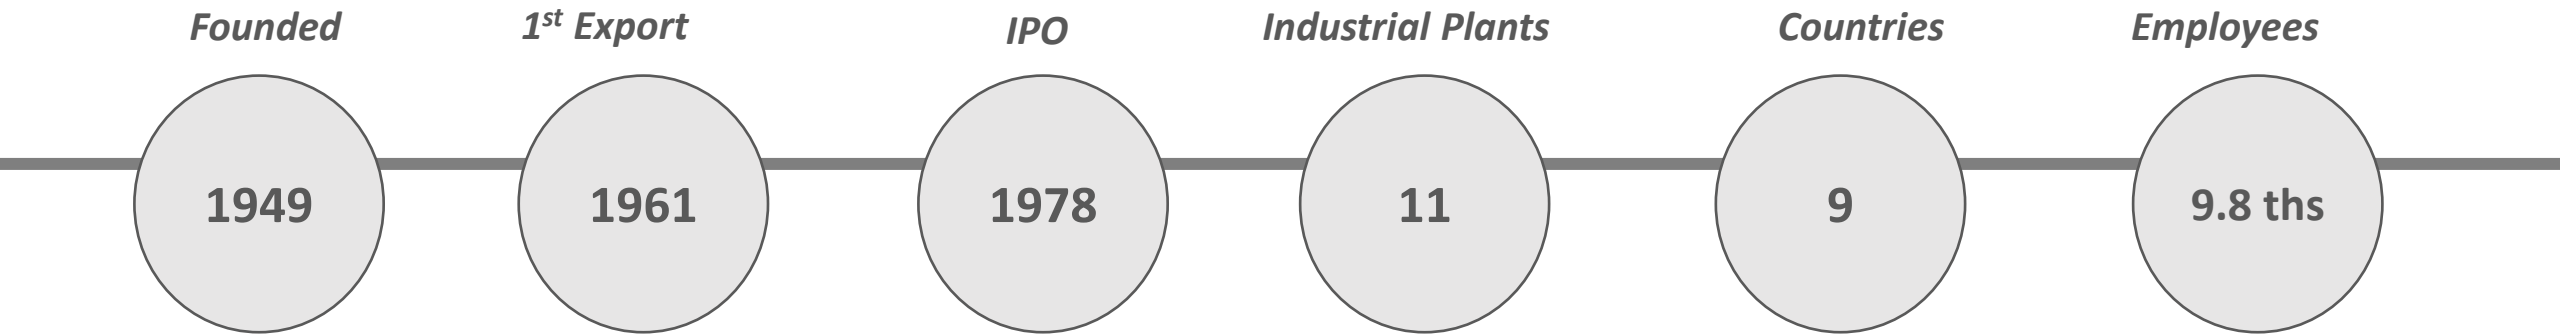 Founded 1st Export IPO Industrial Plants Countries Employees
1949 1961 1978 11 9 9.8 ths